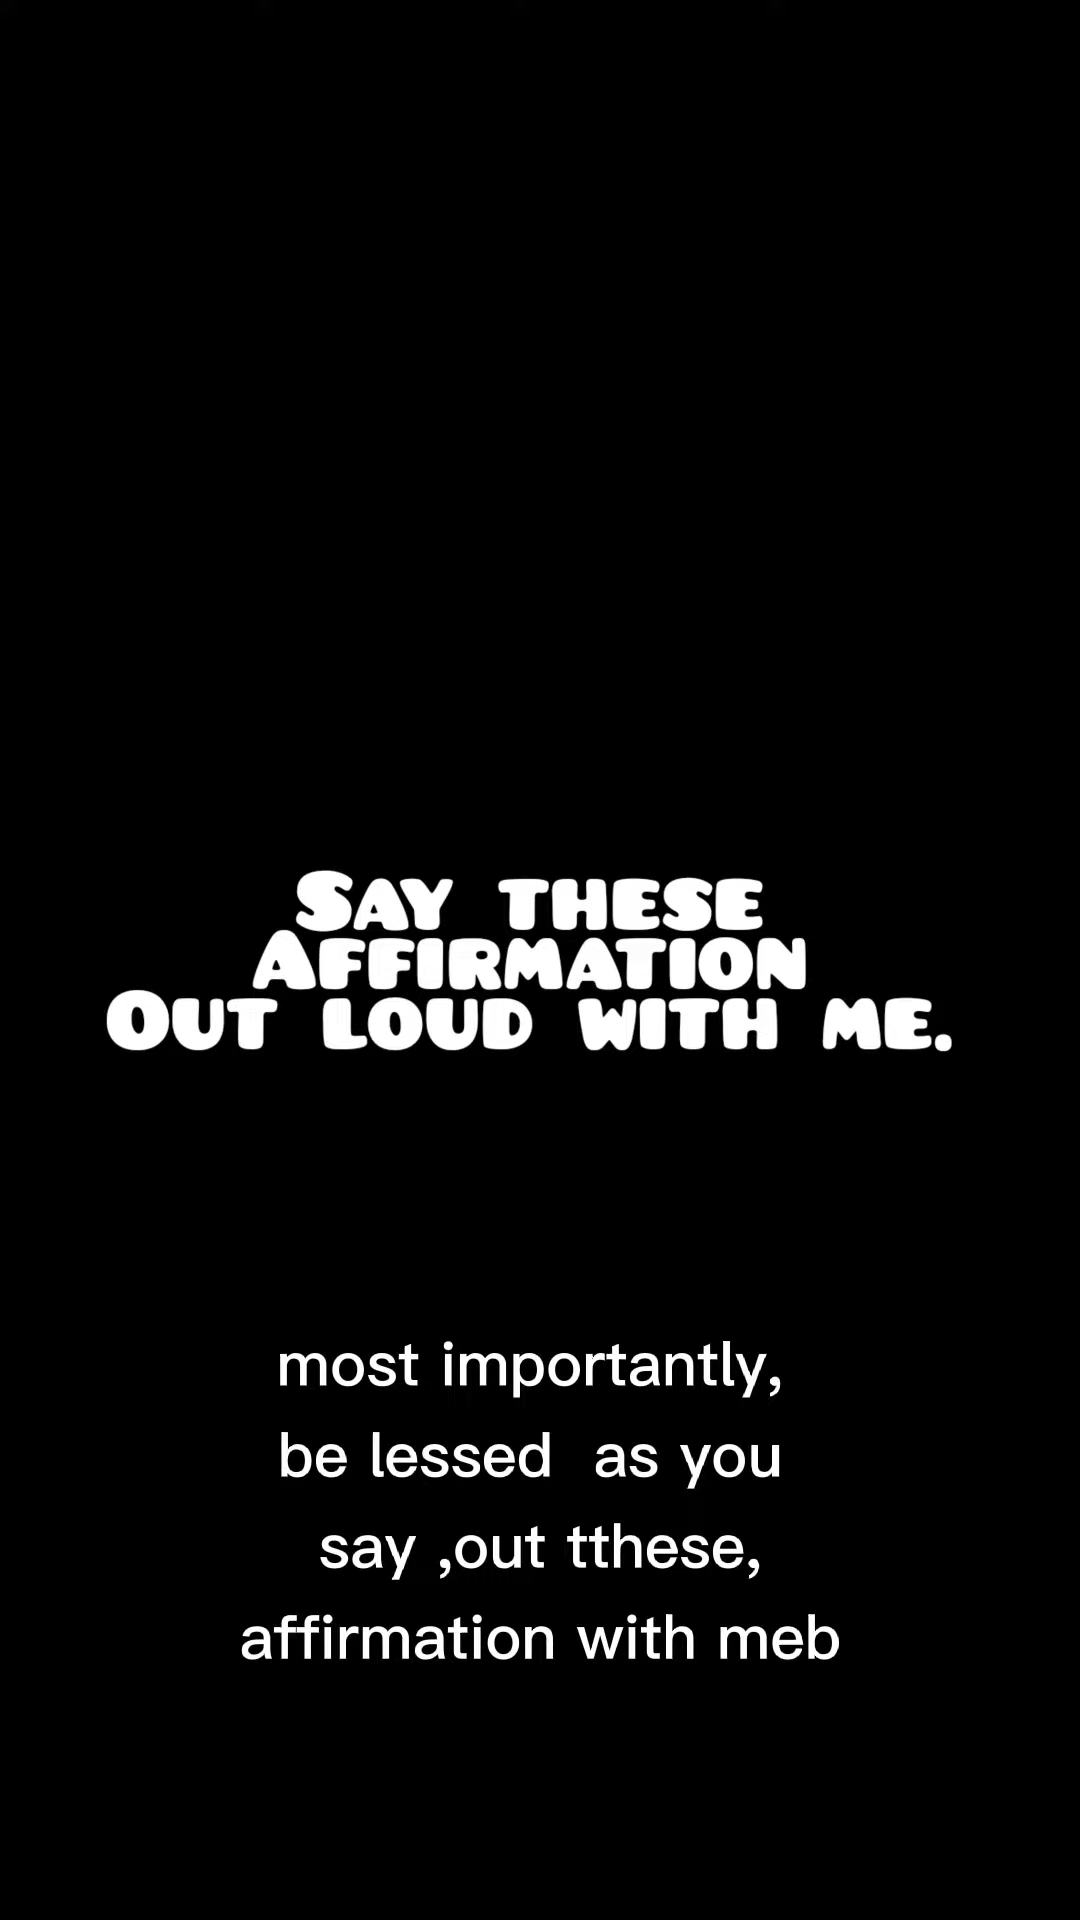 Say these
Affirmation
Out loud with me.
most importantly,
be lessed  as you
say ,out tthese,
affirmation with meb